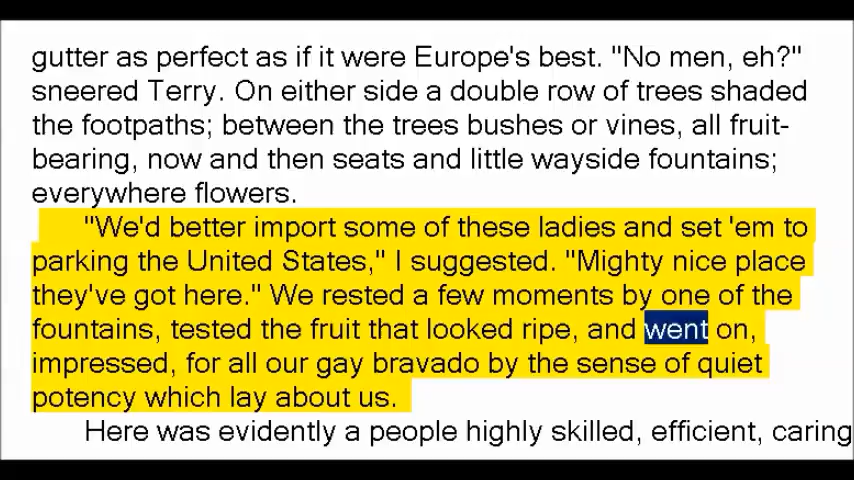 gutter as perfect as if it were Europe's best. "No men, eh?"
sneered Terry. On either side a double row of trees shaded
the footpaths; between the trees bushes or vines, all fruit-
bearing, now and then seats and little wayside fountains;
everywhere flowers.
"We'd better import some of these ladies and set 'em to
parking the United States," I suggested. "Mighty nice place
they've got here." We rested a few moments by one of the
fountains, tested the fruit that looked ripe, and went on,
impressed, for all our gay bravado by the sense of quiet
potency which lay about us.
Here was evidently a people highly skilled, efficient, caring